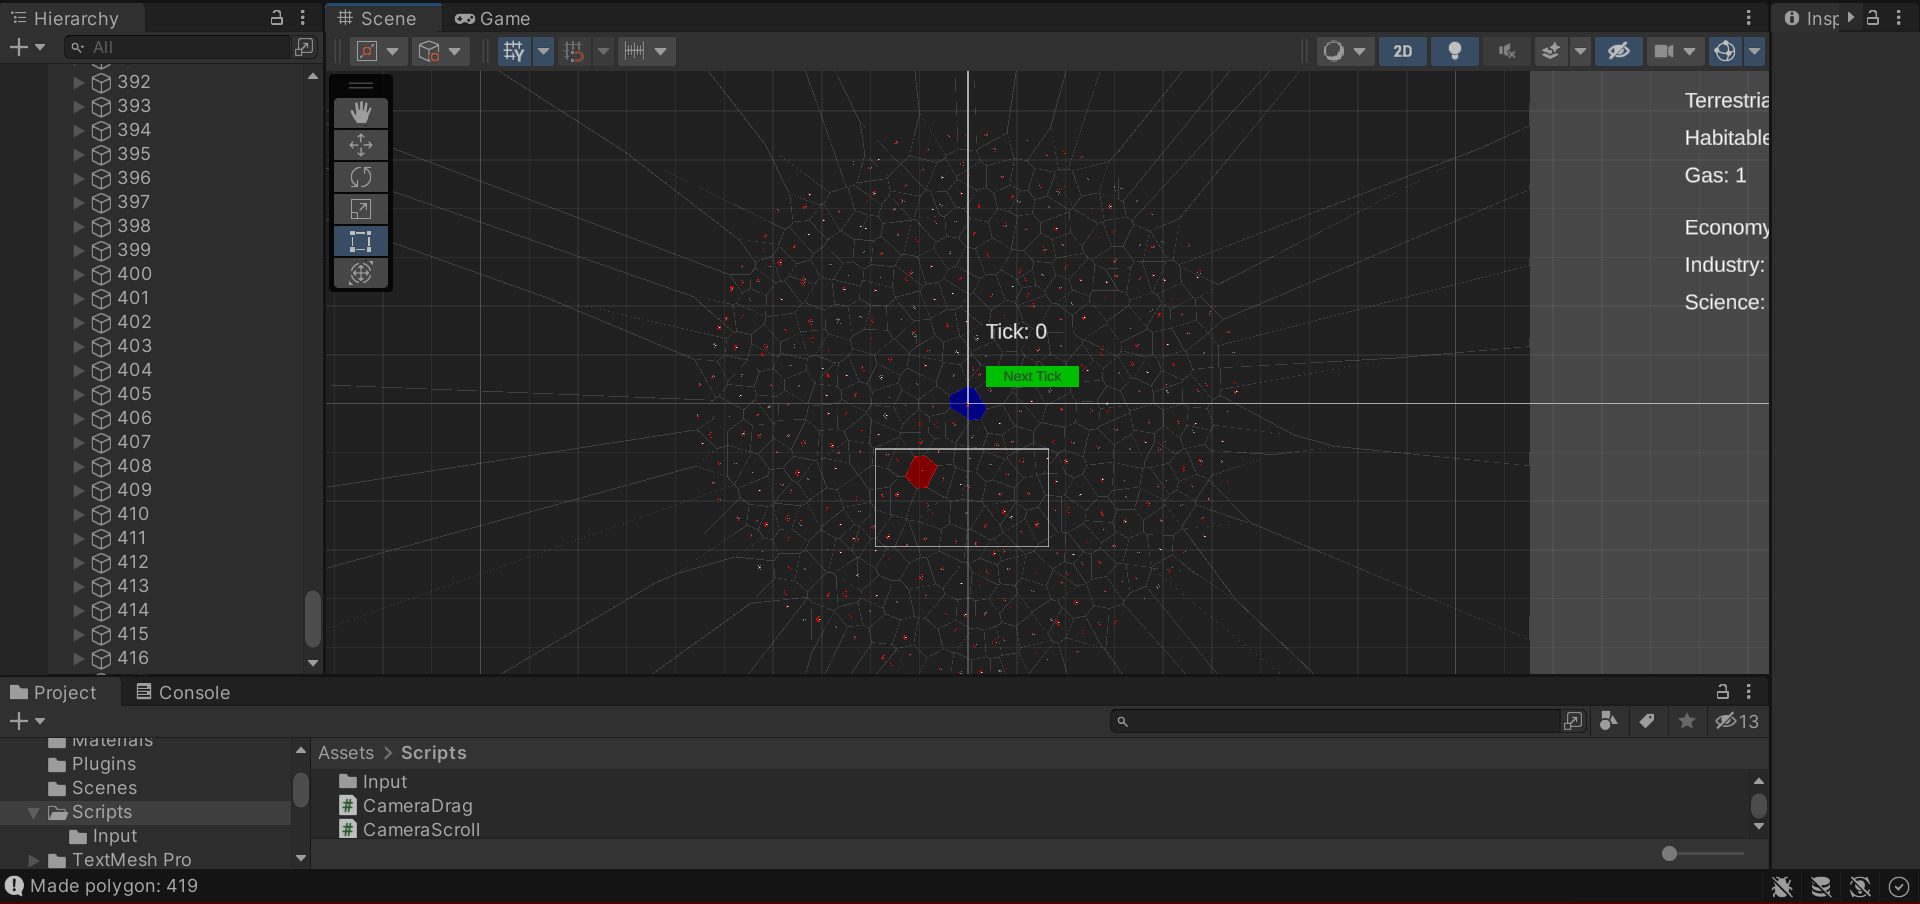 Hierarchy
All
392
393
394
395
396
397
398
399
400
401
402
403
404
405
406
407
408
409
410
411
412
413
414
415
416
Scene
Game
2D
Tick: 0
Next Tick
Terrestria
Habitable
Gas: 1
Economy
Industry:
Science:
Insp
Project
Console
13
Materials
Plugins
Scenes
Scripts
Input
TextMesh Pro
Assets > Scripts
Input
CameraDrag
CameraScroll
Made polygon: 419